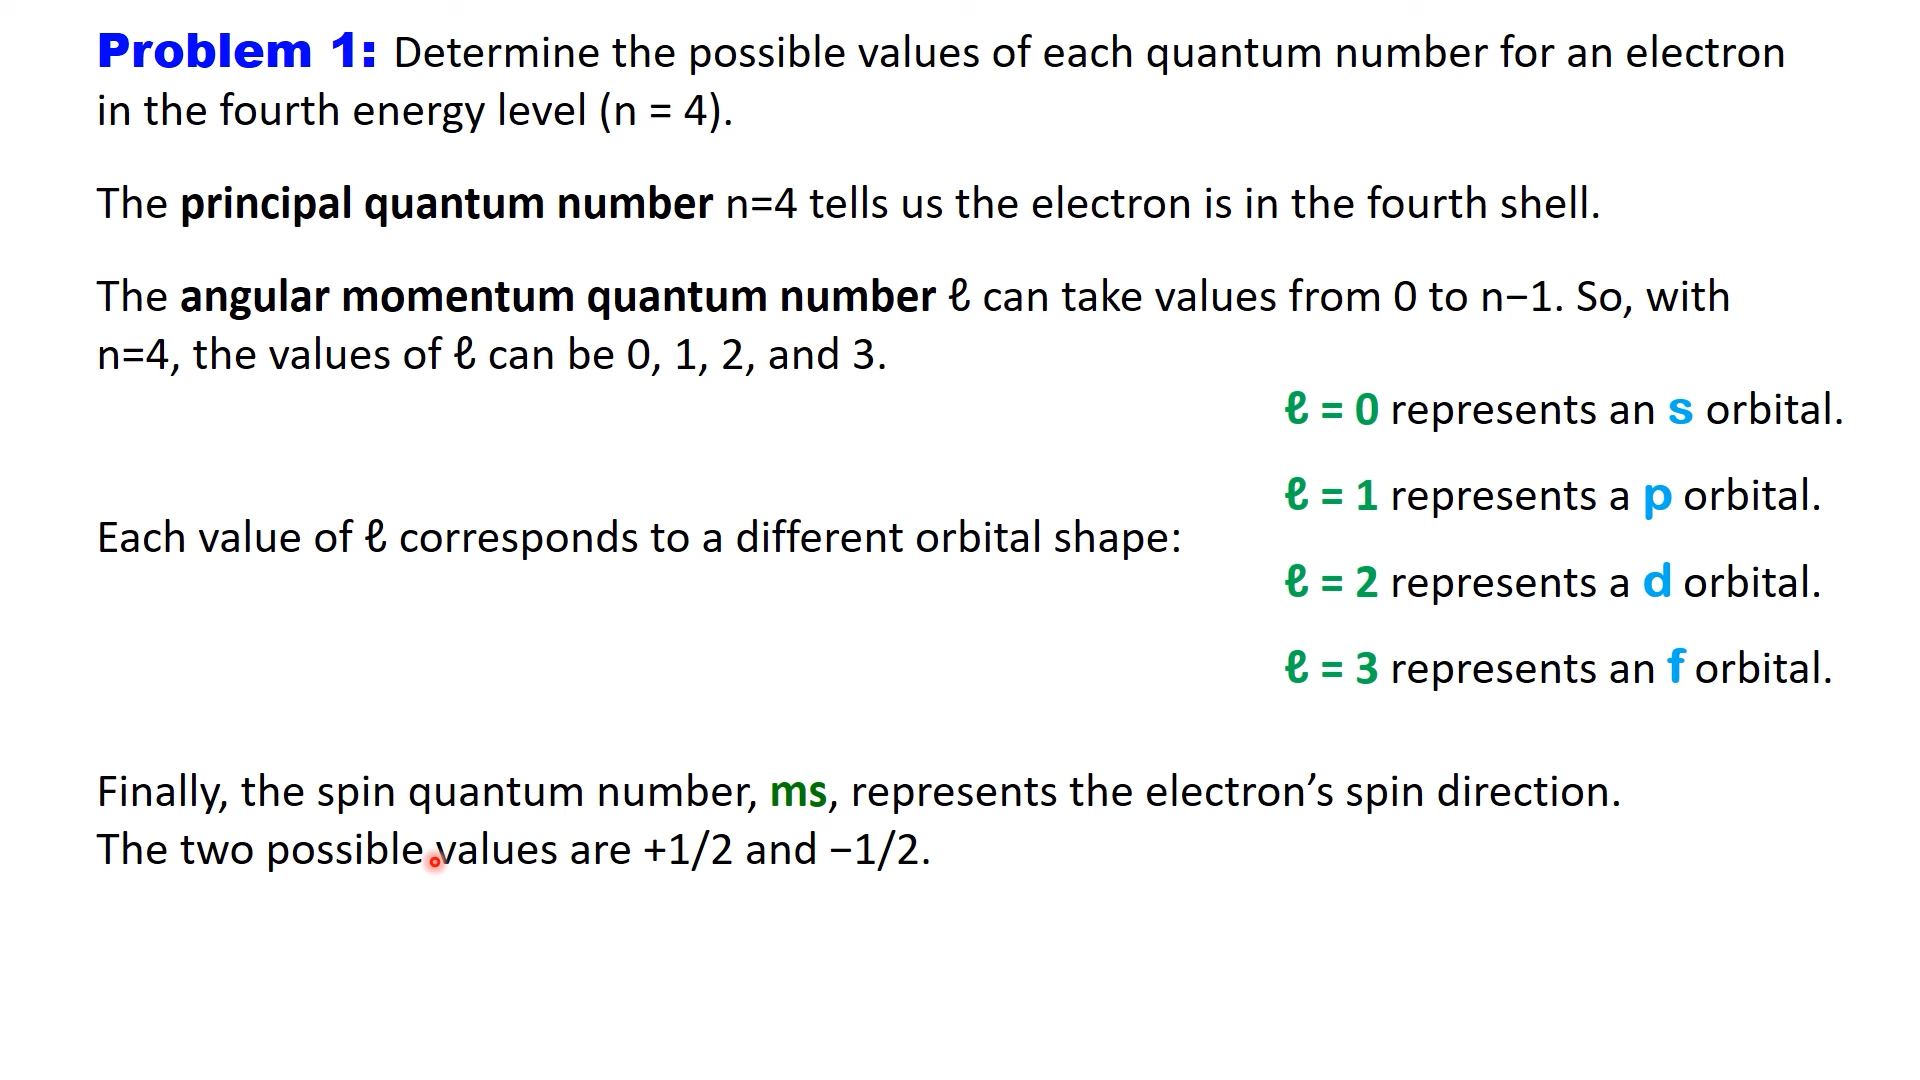 Problem 1: Determine the possible values of each quantum number for an electron
in the fourth energy level (n = 4).
The principal quantum number n=4 tells us the electron is in the fourth shell.
The angular momentum quantum number ℓ can take values from 0 to n−1. So, with
n=4, the values of ℓ can be 0, 1, 2, and 3.
Each value of ℓ corresponds to a different orbital shape:
ℓ = 0 represents an s orbital.
ℓ = 1 represents a p orbital.
ℓ = 2 represents a d orbital.
ℓ = 3 represents an f orbital.
Finally, the spin quantum number, ms, represents the electron’s spin direction.
The two possible values are +1/2 and −1/2.